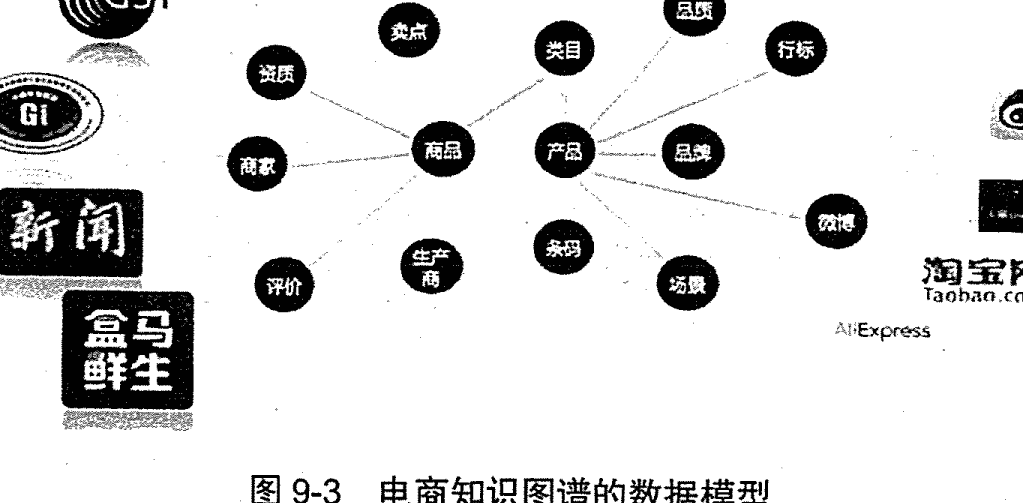 品质
卖点
类目
行标
资质
Gi
商品
产品
品牌
商家
新闻
微博
条码
生产
商
评价
场景
淘宝网
Taobao.co
AliExpress
盒马
鲜生
图 9-3 电商知识图谱的数据模型